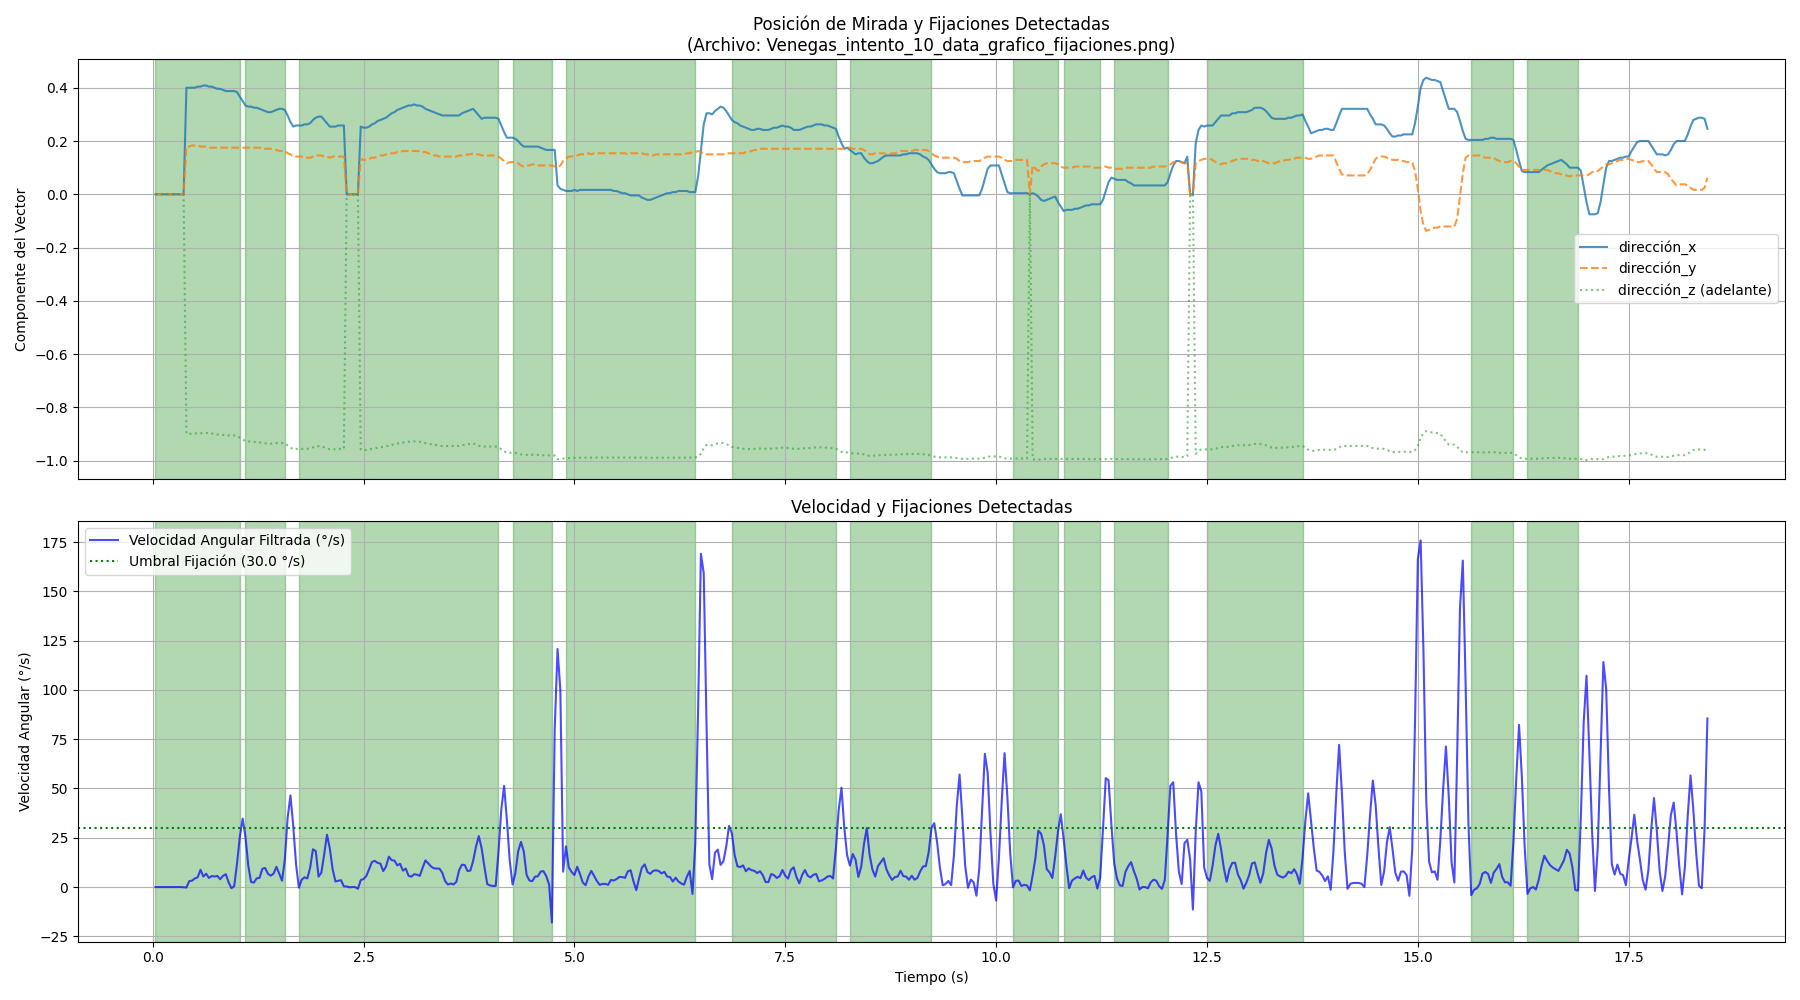 Posición de Mirada y Fijaciones Detectadas
(Archivo: Venegas_intento_10_data_grafico_fijaciones.png)
Componente del Vector
0.4
0.2
0.0
−0.2
−0.4
−0.6
−0.8
−1.0
dirección_x
dirección_y
dirección_z (adelante)
Velocidad y Fijaciones Detectadas
Velocidad Angular (°/s)
175
150
125
100
75
50
25
0
−25
Velocidad Angular Filtrada (°/s)
Umbral Fijación (30.0 °/s)
0.0 2.5 5.0 7.5 10.0 12.5 15.0 17.5
Tiempo (s)